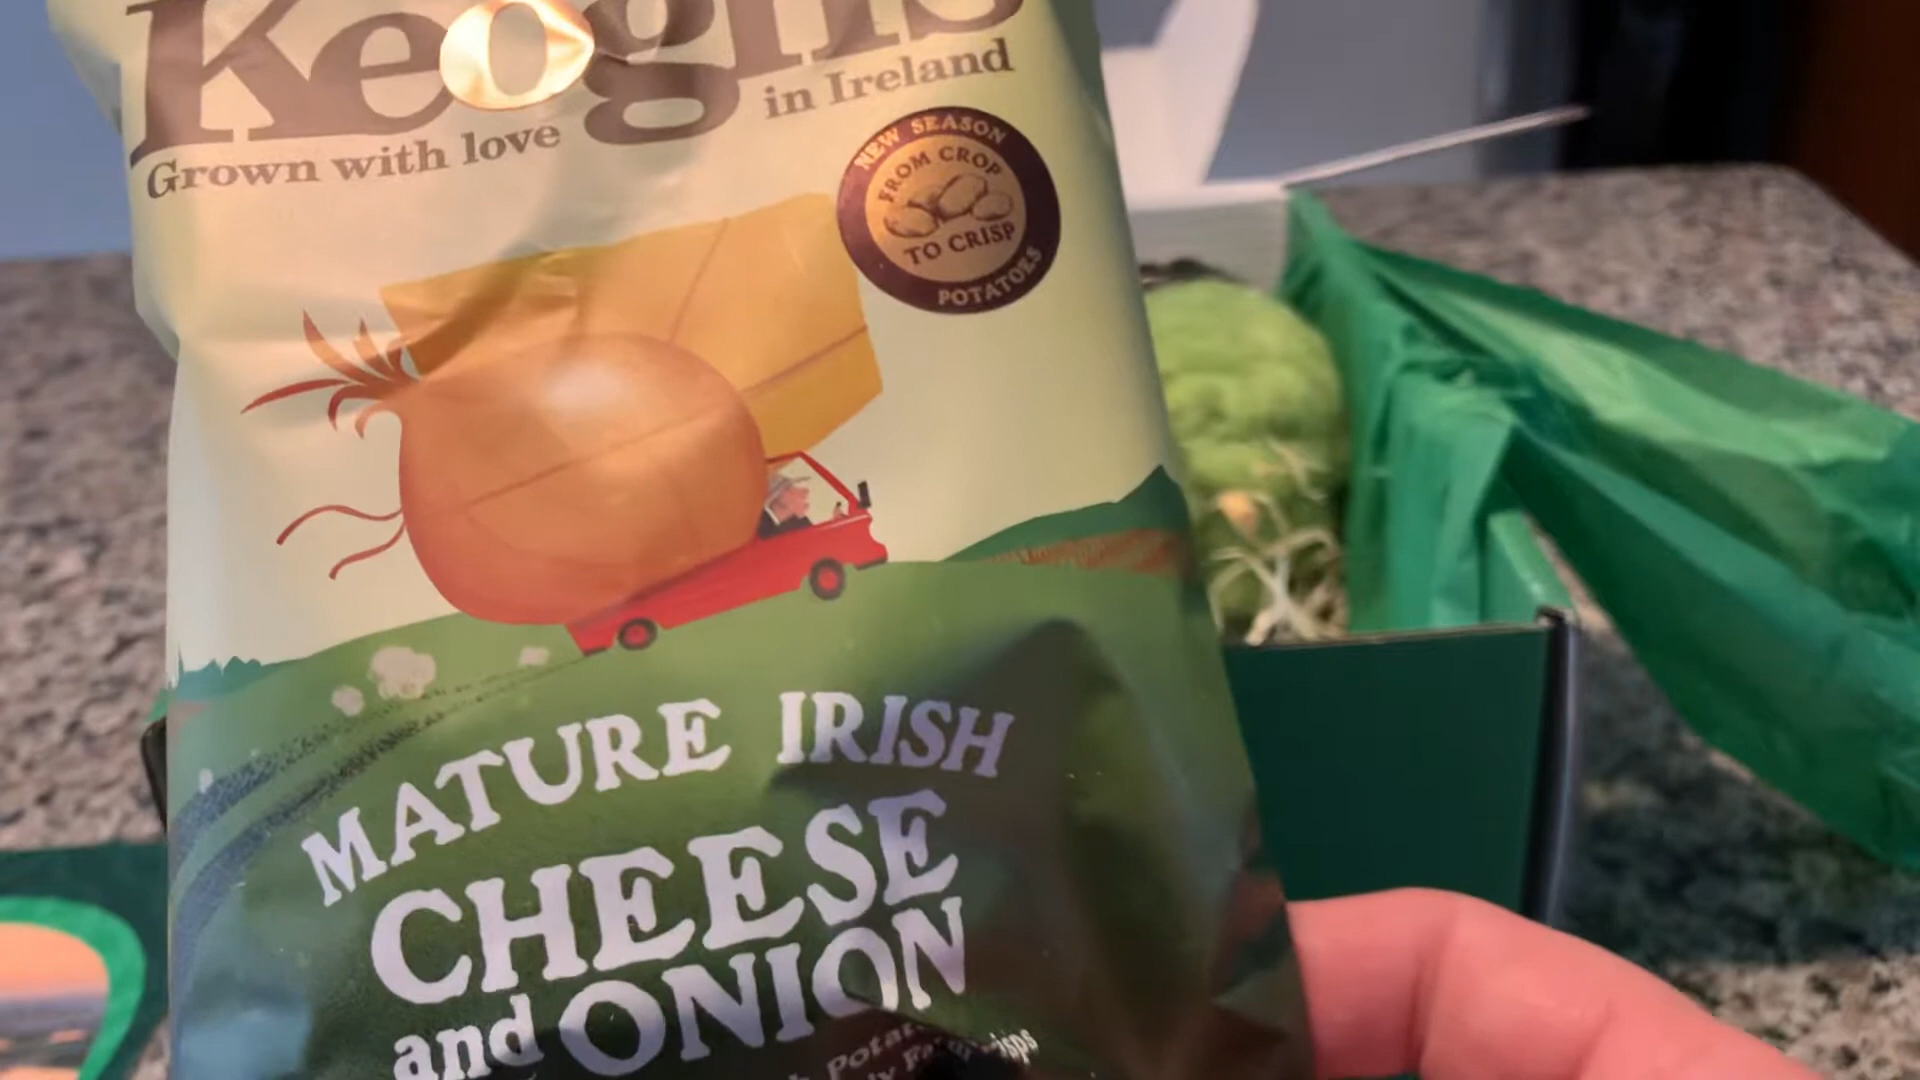 Keogh's
Grown with love
in Ireland
NEW SEASON
FROM CROP
TO CRISP
POTATOES
MATURE IRISH
CHEESE
and ONION